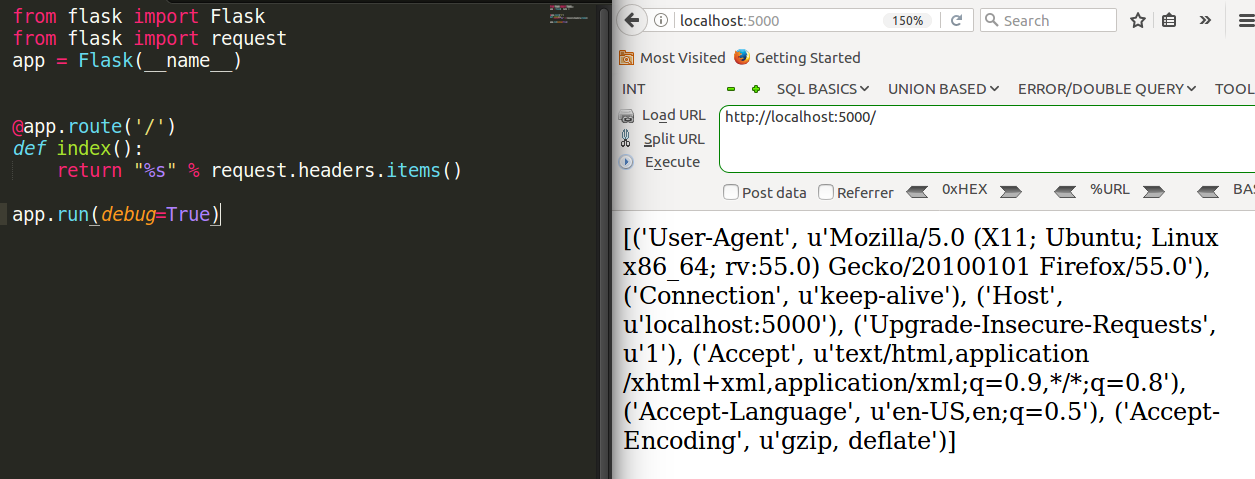 from flask import Flask
from flask import request
app = Flask(__name__)
@app.route('/')
def index():
    return "%s" % request.headers.items()
app.run(debug=True)
localhost:5000 150% Search
Most Visited Getting Started
INT SQL BASICS UNION BASED ERROR/DOUBLE QUERY TOOL
Load URL http://localhost:5000/
Split URL
Execute
Post data Referrer 0xHEX %URL BAS
[('User-Agent', u'Mozilla/5.0 (X11; Ubuntu; Linux
x86_64; rv:55.0) Gecko/20100101 Firefox/55.0'),
('Connection', u'keep-alive'), ('Host',
u'localhost:5000'), ('Upgrade-Insecure-Requests',
u'1'), ('Accept', u'text/html,application
/xhtml+xml,application/xml;q=0.9,*/*;q=0.8'),
('Accept-Language', u'en-US,en;q=0.5'), ('Accept-
Encoding', u'gzip, deflate')]